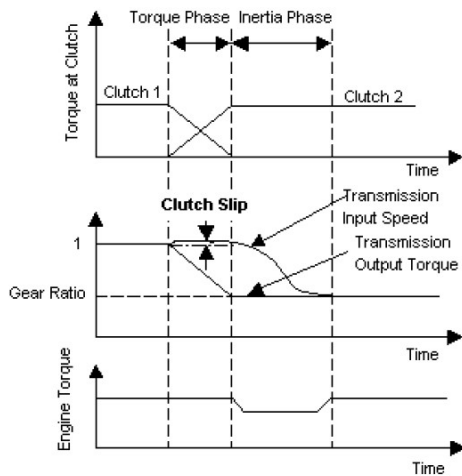 Torque Phase Inertia Phase
Torque at Clutch
Clutch 1
Clutch 2
Time
Clutch Slip
Transmission
Input Speed
Transmission
Output Torque
1
Gear Ratio
Time
Engine Torque
Time